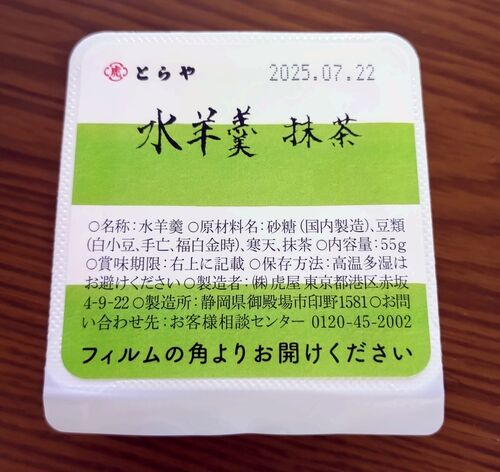 虎 とらや 2025.07.22
水羊羹 抹茶
○名称:水羊羹 ○原材料名:砂糖(国内製造)、豆類
(白小豆、手亡、福白金時)、寒天、抹茶 ○内容量:55g
○賞味期限:右上に記載 ○保存方法:高温多湿は
お避けください ○製造者:㈱虎屋 東京都港区赤坂
4-9-22 ○製造所:静岡県御殿場市印野1581 ○お問
い合わせ先:お客様相談センター 0120-45-2002
フィルムの角よりお開けください